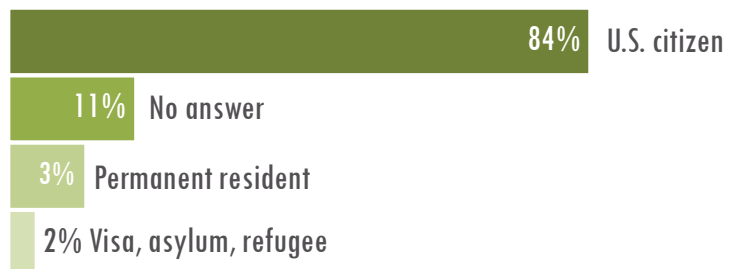 84% U.S. citizen
11% No answer
3% Permanent resident
2% Visa, asylum, refugee